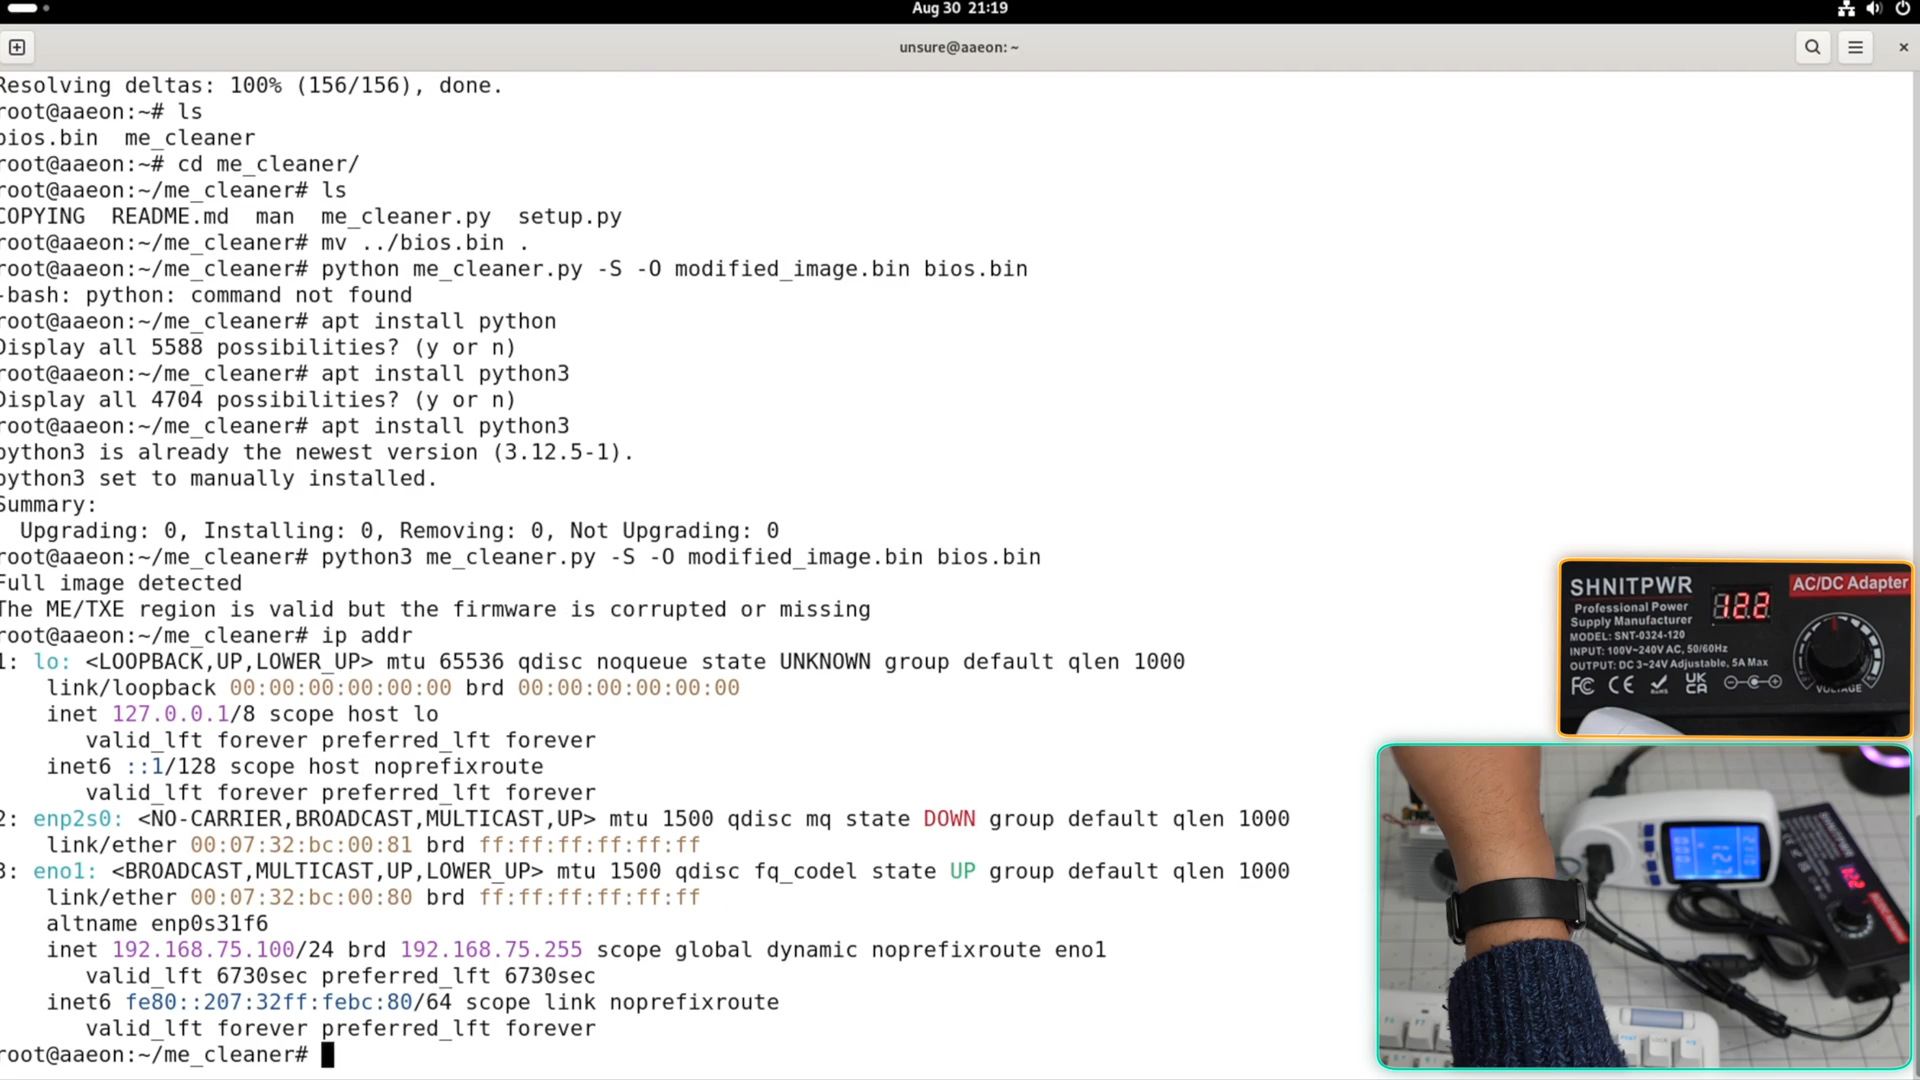 Aug 30 21:19
unsure@aaeon: ~
Resolving deltas: 100% (156/156), done.
root@aaeon:~# ls
bios.bin  me_cleaner
root@aaeon:~# cd me_cleaner/
root@aaeon:~/me_cleaner# ls
COPYING  README.md  man  me_cleaner.py  setup.py
root@aaeon:~/me_cleaner# mv ../bios.bin .
root@aaeon:~/me_cleaner# python me_cleaner.py -S -O modified_image.bin bios.bin
-bash: python: command not found
root@aaeon:~/me_cleaner# apt install python
Display all 5588 possibilities? (y or n)
root@aaeon:~/me_cleaner# apt install python3
Display all 4704 possibilities? (y or n)
root@aaeon:~/me_cleaner# apt install python3
python3 is already the newest version (3.12.5-1).
python3 set to manually installed.
Summary:
  Upgrading: 0, Installing: 0, Removing: 0, Not Upgrading: 0
root@aaeon:~/me_cleaner# python3 me_cleaner.py -S -O modified_image.bin bios.bin
Full image detected
The ME/TXE region is valid but the firmware is corrupted or missing
root@aaeon:~/me_cleaner# ip addr
1: lo: <LOOPBACK,UP,LOWER_UP> mtu 65536 qdisc noqueue state UNKNOWN group default qlen 1000
    link/loopback 00:00:00:00:00:00 brd 00:00:00:00:00:00
    inet 127.0.0.1/8 scope host lo
       valid_lft forever preferred_lft forever
    inet6 ::1/128 scope host noprefixroute
       valid_lft forever preferred_lft forever
2: enp2s0: <NO-CARRIER,BROADCAST,MULTICAST,UP> mtu 1500 qdisc mq state DOWN group default qlen 1000
    link/ether 00:07:32:bc:00:81 brd ff:ff:ff:ff:ff:ff
3: eno1: <BROADCAST,MULTICAST,UP,LOWER_UP> mtu 1500 qdisc fq_codel state UP group default qlen 1000
    link/ether 00:07:32:bc:00:80 brd ff:ff:ff:ff:ff:ff
    altname enp0s31f6
    inet 192.168.75.100/24 brd 192.168.75.255 scope global dynamic noprefixroute eno1
       valid_lft 6730sec preferred_lft 6730sec
    inet6 fe80::207:32ff:febc:80/64 scope link noprefixroute
       valid_lft forever preferred_lft forever
root@aaeon:~/me_cleaner#
SHNITPWR
Professional Power
Supply Manufacturer
MODEL: SNT-0324-120
INPUT: 100V~240V AC, 50/60Hz
OUTPUT: DC 3~24V Adjustable, 5A Max
FC CE RoHS UK CA
12.2
AC/DC Adapter
VOLTAGE